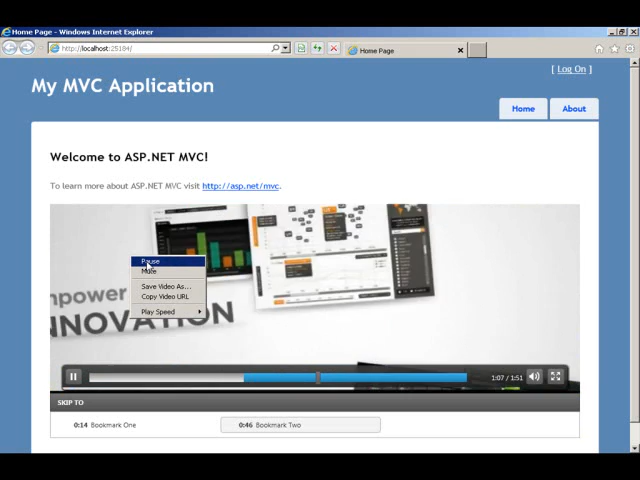 Home Page - Windows Internet Explorer
http://localhost:25184/
Home Page
[ Log On ]
My MVC Application
Home
About
Welcome to ASP.NET MVC!
To learn more about ASP.NET MVC visit http://asp.net/mvc.
Pause
Mute
Save Video As...
Copy Video URL
Play Speed
mpower
NNOVATION
1:07 / 1:51
SKIP TO
0:14 Bookmark One
0:46 Bookmark Two